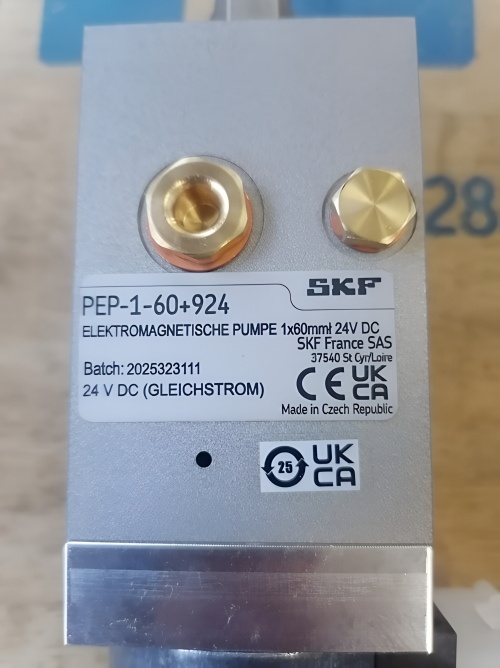 28
SKF
PEP-1-60+924
ELEKTROMAGNETISCHE PUMPE 1x60mmł 24V DC
SKF France SAS
37540 St Cyr/Loire
Batch: 2025323111
24 V DC (GLEICHSTROM)
CE UK CA
Made in Czech Republic
25 UK CA